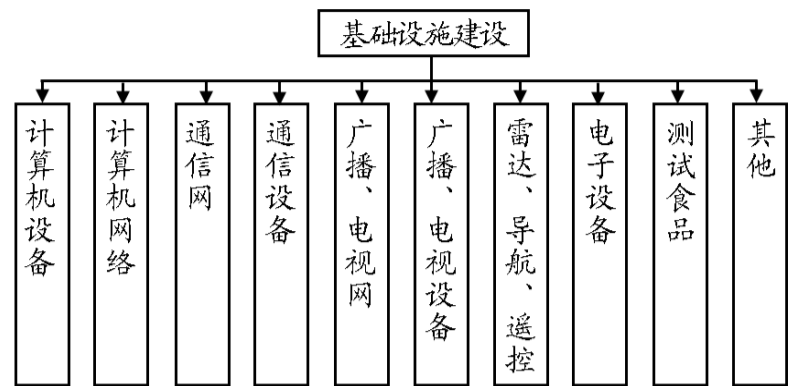 基础设施建设
计算机设备
计算机网络
通信网
通信设备
广播、电视网
广播、电视设备
雷达、导航、遥控
电子设备
测试食品
其他